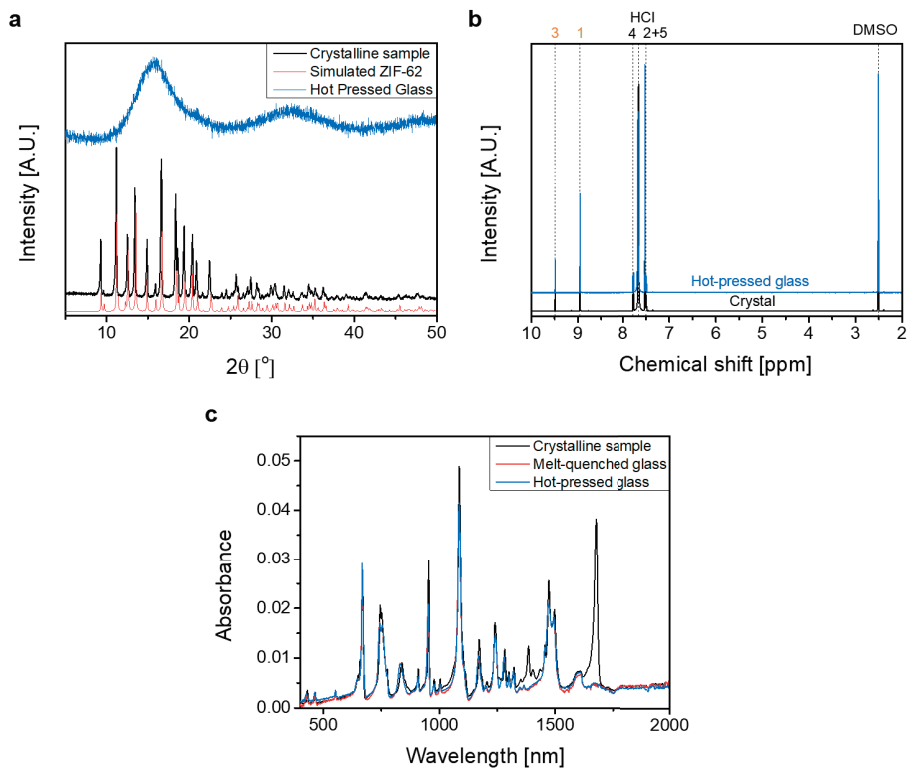 a
Crystalline sample
Simulated ZIF-62
Hot Pressed Glass
Intensity [A.U.]
10 20 30 40 50
2θ [°]
b
HCl
3 1 4 2+5 DMSO
Intensity [A.U.]
Hot-pressed glass
Crystal
10 9 8 7 6 5 4 3 2
Chemical shift [ppm]
c
Crystalline sample
Melt-quenched glass
Hot-pressed glass
Absorbance
0.05
0.04
0.03
0.02
0.01
0.00
500 1000 1500 2000
Wavelength [nm]